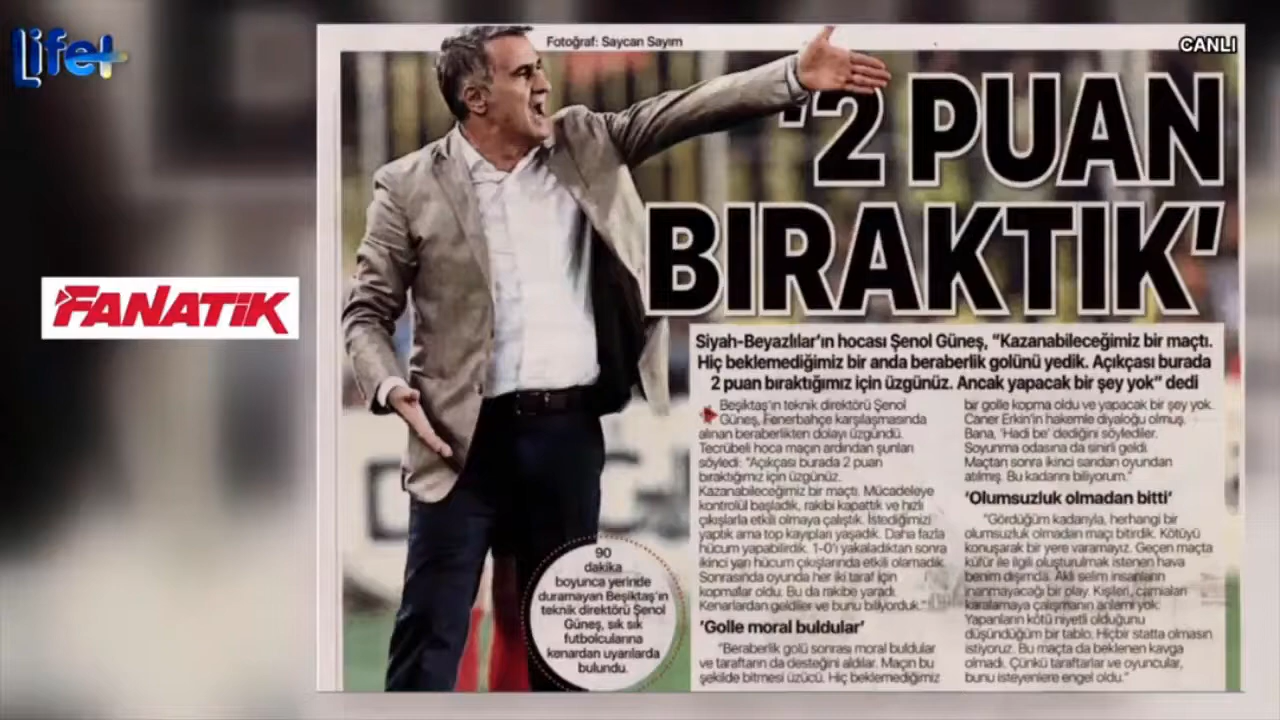 Life+
CANLI
FANATİK
Fotoğraf: Saycan Sayım
'2 PUAN
BIRAKTIK'
Siyah-Beyazlılar'ın hocası Şenol Güneş, "Kazanabileceğimiz bir maçtı.
Hiç beklemediğimiz bir anda beraberlik golünü yedik. Açıkçası burada
2 puan bıraktığımız için üzgünüz. Ancak yapacak bir şey yok" dedi
Beşiktaş'ın teknik direktörü Şenol
Güneş, Fenerbahçe karşılaşmasında
alınan beraberlikten dolayı üzgündü.
Tecrübeli hoca maçın ardından şunları
söyledi: "Açıkçası burada 2 puan
bıraktığımız için üzgünüz.
Kazanabileceğimiz bir maçtı. Mücadeleye
kontrollü başladık, rakibi kapattık ve hızlı
çıkışlarla etkili olmaya çalıştık. İstediğimizi
yaptık ama top kayıpları yaşadık. Daha fazla
hücum yapabilirdik. 1-0'ı yakaladıktan sonra
ikinci yarı hücum çıkışlarında etkili olamadık.
Sonrasında oyunda her iki taraf için
kopmalar oldu. Bu da rakibe yaradı.
Kenarlardan geldiler ve bunu biliyorduk."
'Golle moral buldular'
"Beraberlik golü sonrası moral buldular
ve taraftarın da desteğini aldılar. Maçın bu
şekilde bitmesi üzücü. Hiç beklemediğimiz
bir golle kopma oldu ve yapacak bir şey yok.
Caner Erkin'in hakemle diyaloğu olmuş.
Bana, 'Hadi be' dediğini söylediler.
Soyunma odasına da sinirli geldi.
Maçtan sonra ikinci sarıdan oyundan
atılmış. Bu kadarını biliyorum."
'Olumsuzluk olmadan bitti'
"Gördüğüm kadarıyla, herhangi bir
olumsuzluk olmadan maçı bitirdik. Kötüyü
konuşarak bir yere varamayız. Geçen maçta
küfür ile ilgili oluşturulmak istenen hava
benim dışımda. Aklı selim insanların
inanmayacağı bir play. Kişileri, camiaları
karalamaya çalışmanın anlamı yok.
Yapanların kötü niyetli olduğunu
düşündüğüm bir tablo. Hiçbir statta olmasın
istiyoruz. Bu maçta da beklenen kavga
olmadı. Çünkü taraftarlar ve oyuncular,
bunu isteyenlere engel oldu."
90
dakika
boyunca yerinde
duramayan Beşiktaş'ın
teknik direktörü Şenol
Güneş, sık sık
futbolcularına
kenardan uyarılarda
bulundu.